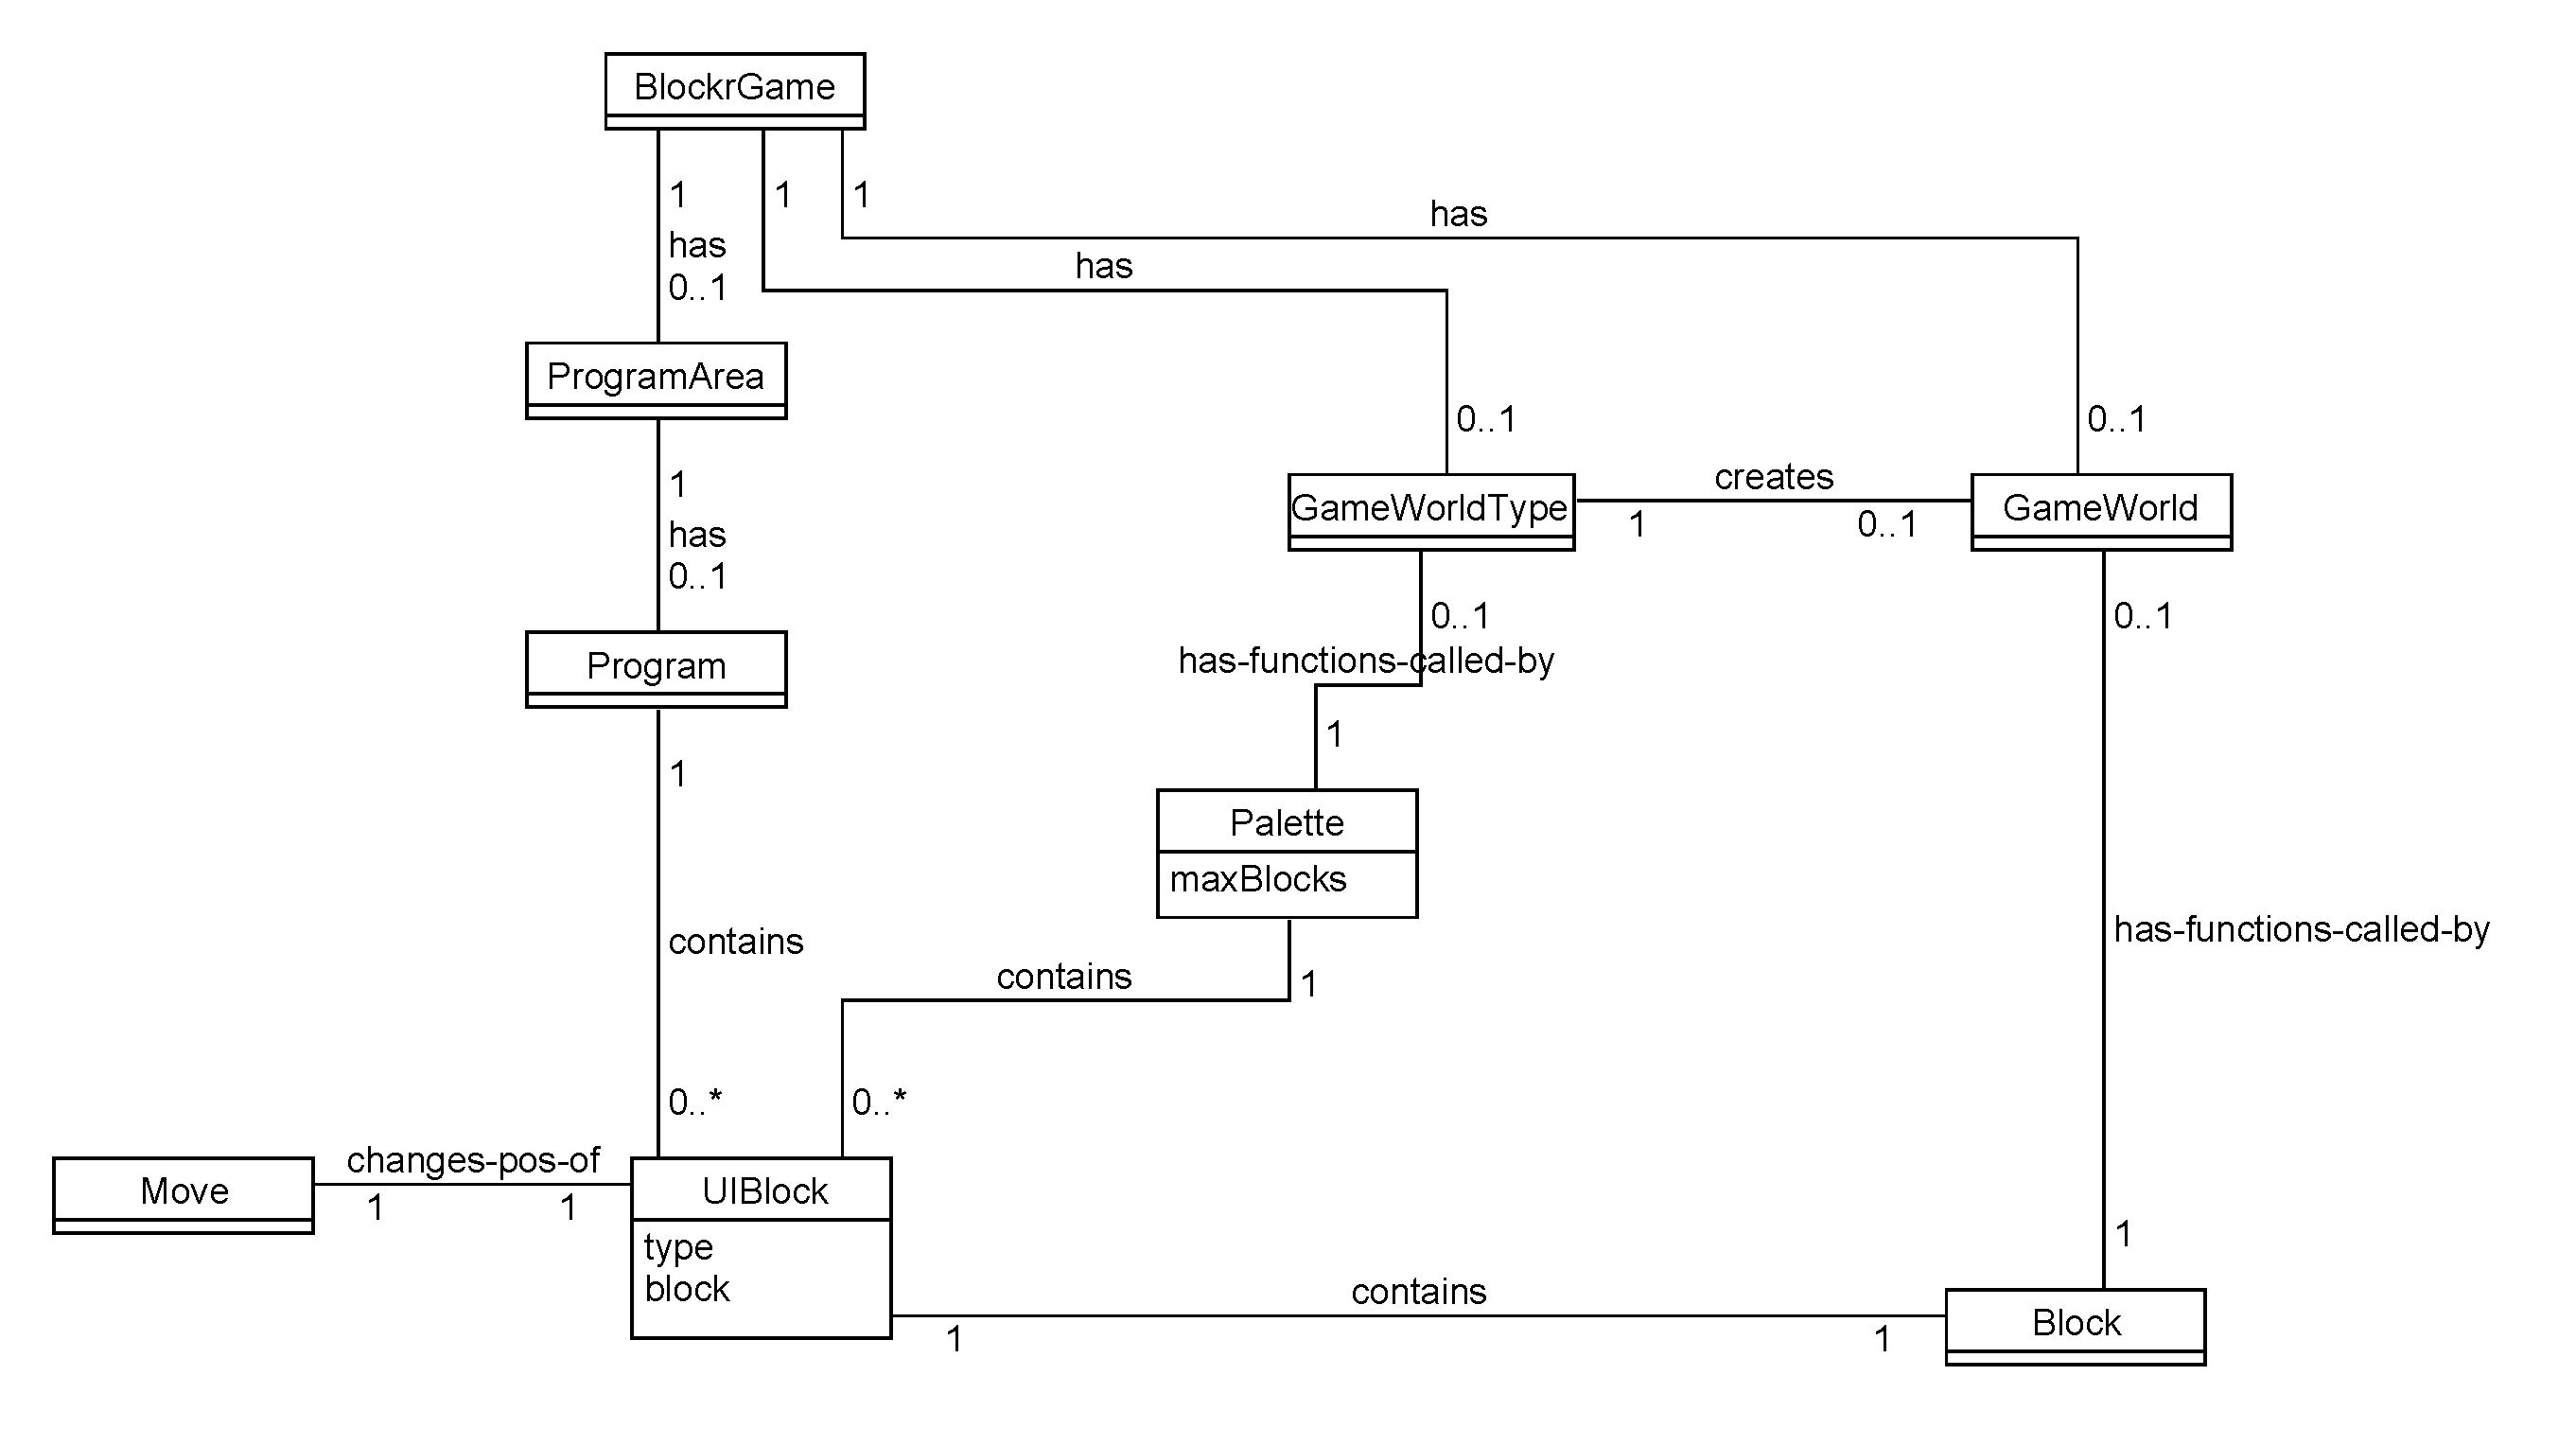 BlockrGame
1
1
1
has
has
0..1
has
ProgramArea
0..1
0..1
1
has
0..1
GameWorldType
creates
1
0..1
GameWorld
Program
0..1
has-functions-called-by
1
0..1
1
Palette
maxBlocks
contains
contains
1
has-functions-called-by
0..*
0..*
Move
changes-pos-of
1
1
UIBlock
type
block
contains
1
1
1
Block